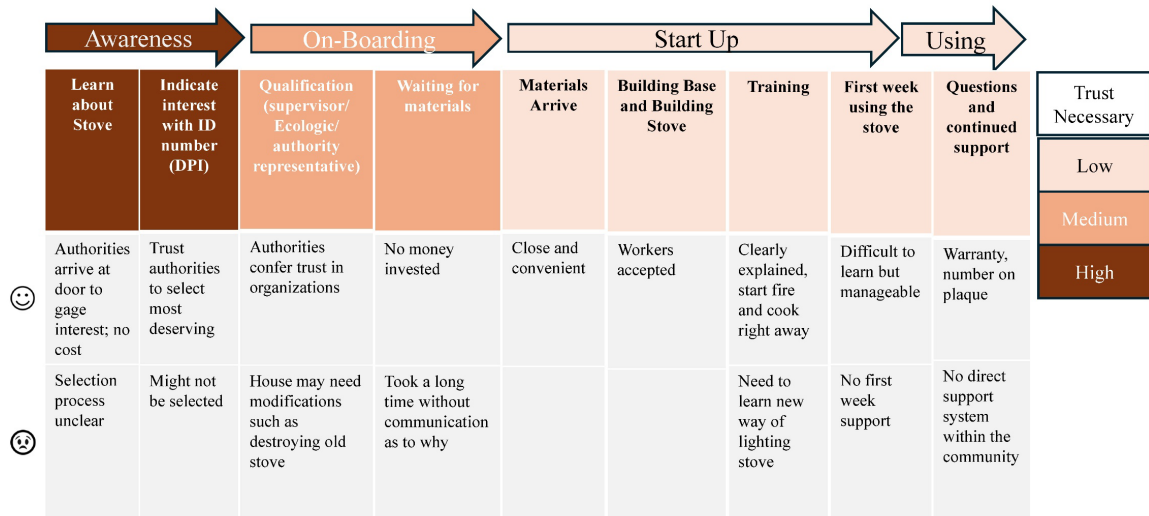 Awareness
On-Boarding
Start Up
Using
Learn
about
Stove
Indicate
interest
with ID
number
(DPI)
Qualification
(supervisor/
Ecologic/
authority
representative)
Waiting for
materials
Materials
Arrive
Building Base
and Building
Stove
Training
First week
using the
stove
Questions
and
continued
support
Trust
Necessary
Low
Medium
High
Authorities
arrive at
door to
gage
interest; no
cost
Trust
authorities
to select
most
deserving
Authorities
confer trust in
organizations
No money
invested
Close and
convenient
Workers
accepted
Clearly
explained,
start fire
and cook
right away
Difficult to
learn but
manageable
Warranty,
number on
plaque
Selection
process
unclear
Might not
be selected
House may need
modifications
such as
destroying old
stove
Took a long
time without
communication
as to why
Need to
learn new
way of
lighting
stove
No first
week
support
No direct
support
system
within the
community